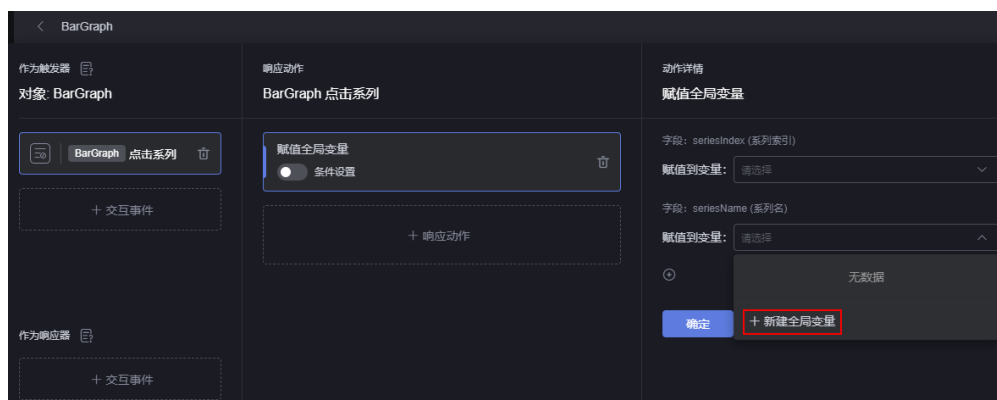 BarGraph
作为触发器
对象: BarGraph
BarGraph 点击系列
+ 交互事件
作为响应器
+ 交互事件
响应动作
BarGraph 点击系列
赋值全局变量
条件设置
+ 响应动作
动作详情
赋值全局变量
字段：seriesIndex (系列索引)
赋值到变量: 请选择
字段：seriesName (系列名)
赋值到变量: 请选择
无数据
+ 新建全局变量
确定